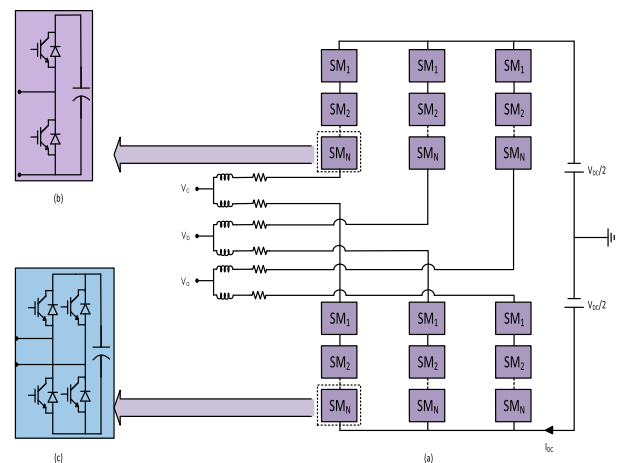 SM₁ SM₁ SM₁
SM₂ SM₂ SM₂
SMN SMN SMN
VDC/2
(b)
VC
Vb
VDC/2
SM₁ SM₁ SM₁
SM₂ SM₂ SM₂
SMN SMN SMN
IDC
(c)
(a)